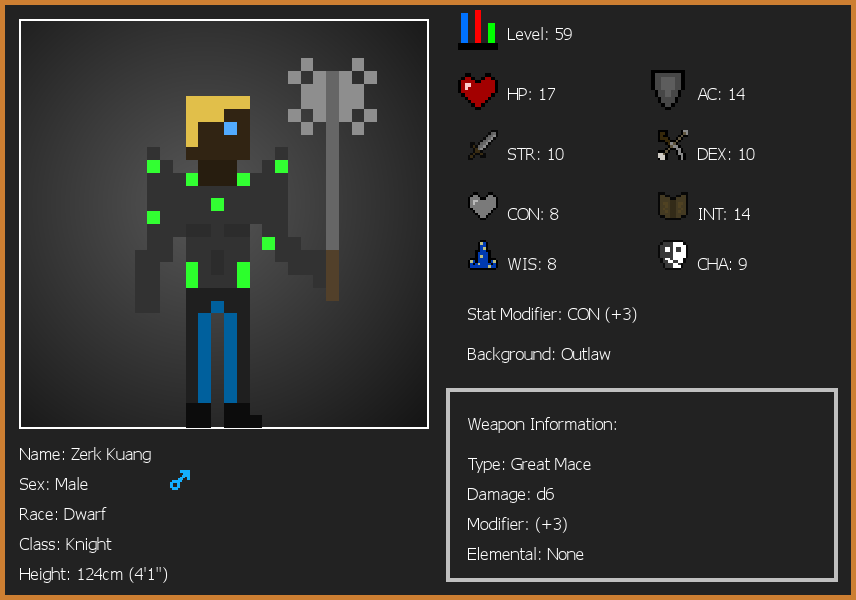 Level: 59
HP: 17
AC: 14
STR: 10
DEX: 10
CON: 8
INT: 14
WIS: 8
CHA: 9
Stat Modifier: CON (+3)
Background: Outlaw
Weapon Information:
Type: Great Mace
Damage: d6
Modifier: (+3)
Elemental: None
Name: Zerk Kuang
Sex: Male
Race: Dwarf
Class: Knight
Height: 124cm (4'1")